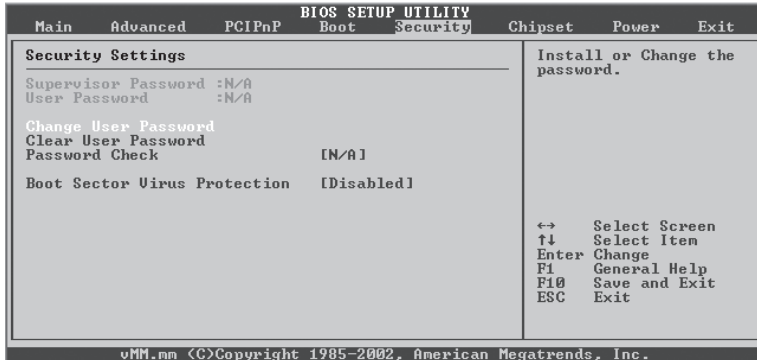 BIOS SETUP UTILITY
Main Advanced PCIPnP Boot Security Chipset Power Exit
Security Settings
Supervisor Password :N/A
User Password :N/A
Change User Password
Clear User Password
Password Check [N/A]
Boot Sector Virus Protection [Disabled]
Install or Change the
password.
↔ Select Screen
↑↓ Select Item
Enter Change
F1 General Help
F10 Save and Exit
ESC Exit
vMM.mm (C)Copyright 1985-2002, American Megatrends, Inc.